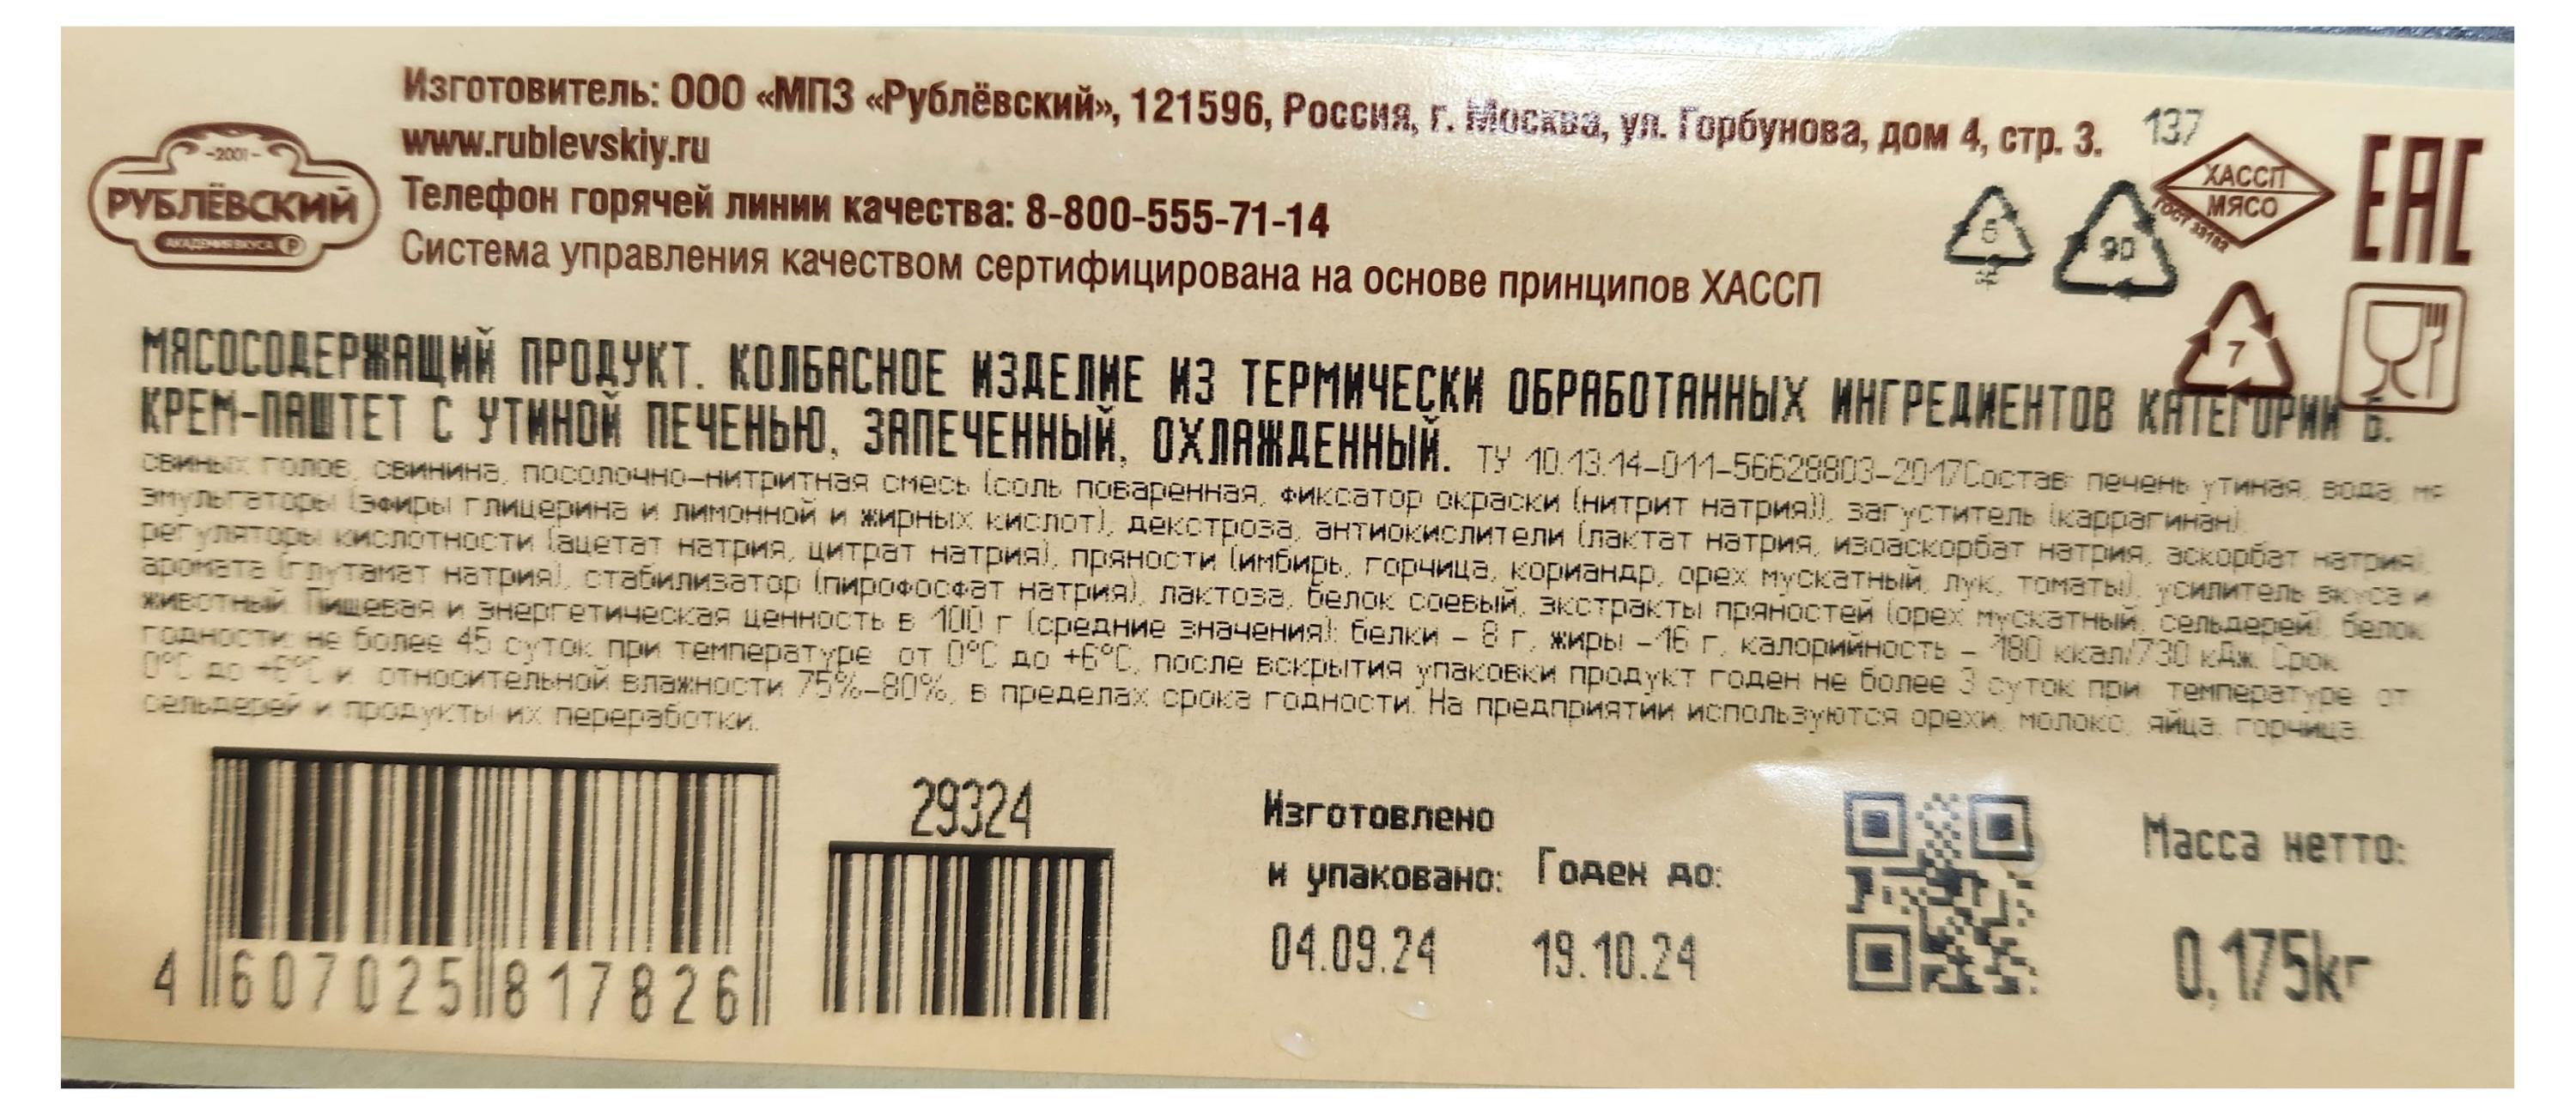 Изготовитель: ООО «МПЗ «Рублёвский», 121596, Россия, г. Москва, ул. Горбунова, дом 4, стр. 3.
www.rublevskiy.ru
Телефон горячей линии качества: 8-800-555-71-14
Система управления качеством сертифицирована на основе принципов ХАССП
-2001-
РУБЛЁВСКИЙ
АКАДЕМИЯ ВКУСА Р
137
ХАССП
МЯСО
ГОСТ 33182
EAC
5
90
7
МЯСОСОДЕРЖАЩИЙ ПРОДУКТ. КОЛБАСНОЕ ИЗДЕЛИЕ ИЗ ТЕРМИЧЕСКИ ОБРАБОТАННЫХ ИНГРЕДИЕНТОВ КАТЕГОРИИ Б.
КРЕМ-ПАШТЕТ С УТИНОЙ ПЕЧЕНЬЮ, ЗАПЕЧЕННЫЙ, ОХЛАЖДЕННЫЙ. ТУ 10.13.14-011-56628803-2017Состав: печень утиная, вода,
свиных голов, свинина, посолочно-нитритная смесь (соль поваренная, фиксатор окраски (нитрит натрия)), загуститель (каррагинан),
эмульгаторы (эфиры глицерина и лимонной и жирных кислот), декстроза, антиокислители (лактат натрия, изоаскорбат натрия, аскорбат натрия),
регуляторы кислотности (ацетат натрия, цитрат натрия), пряности (имбирь, горчица, кориандр, орех мускатный, лук, томаты), усилитель вкуса и
аромата (глутамат натрия), стабилизатор (пирофосфат натрия), лактоза, белок соевый, экстракты пряностей (орех мускатный, сельдерей), белок
животный. Пищевая и энергетическая ценность в 100 г (средние значения): белки - 8 г, жиры -16 г, калорийность - 180 ккал/730 кДж. Срок
годности: не более 45 суток при температуре от 0°С до +6°С, после вскрытия упаковки продукт годен не более 3 суток при температуре от
0°С до +6°С и относительной влажности 75%-80%, в пределах срока годности. На предприятии используются орехи, молоко, яйца, горчица,
сельдерей и продукты их переработки.
4 607025 817826
29324
Изготовлено
и упаковано:
04.09.24
Годен до:
19.10.24
Масса нетто:
0,175кг